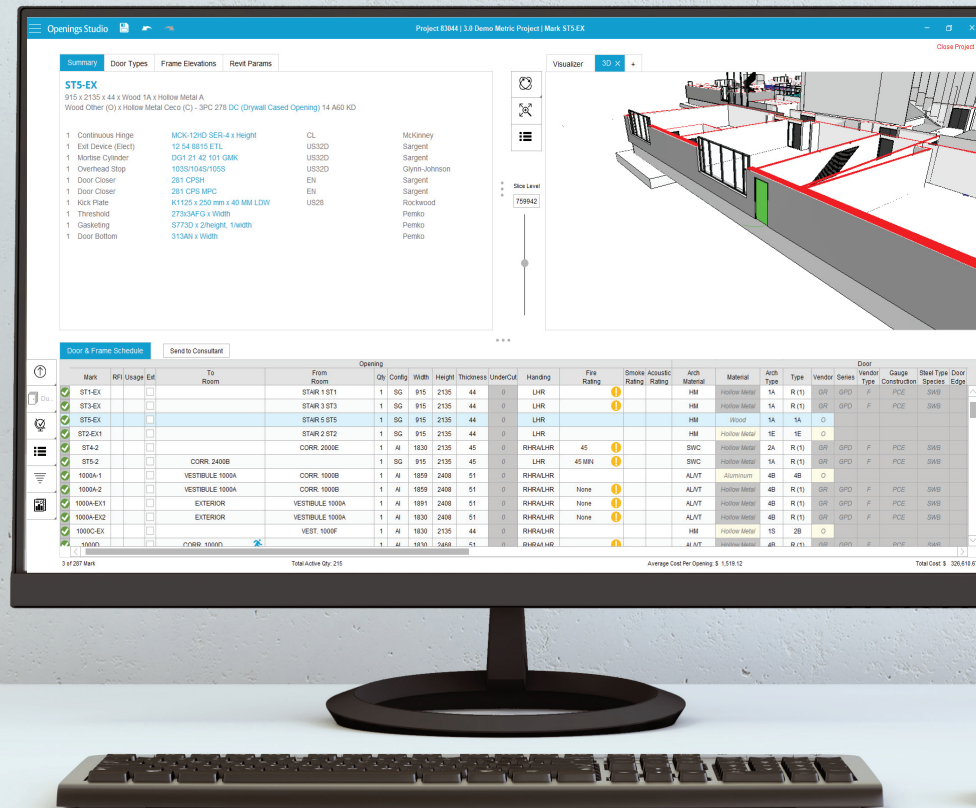 Openings Studio
Project 83044 | 3.0 Demo Metric Project | Mark ST5-EX
Close Project
Summary Door Types Frame Elevations Revit Params
Visualizer 3D × +
ST5-EX
915 x 2135 x 44 x Wood 1A x Hollow Metal A
Wood Other (O) x Hollow Metal Ceco (C) - 3PC 278 DC (Drywall Cased Opening) 14 A60 KD
1 Continuous Hinge MCK-12HD SER-4 x Height CL McKinney
1 Exit Device (Elect) 12 54 8815 ETL US32D Sargent
1 Mortise Cylinder DG1 21 42 101 GMK US32D Sargent
1 Overhead Stop 103S/104S/105S US32D Glynn-Johnson
1 Door Closer 281 CPSH EN Sargent
1 Door Closer 281 CPS MPC EN Sargent
1 Kick Plate K1125 x 250 mm x 40 MM LDW US28 Rockwood
1 Threshold 273x3AFG x Width Pemko
1 Gasketing S773D x 2/height, 1/width Pemko
1 Door Bottom 313AN x Width Pemko
Slice Level
759942
Door & Frame Schedule Send to Consultant
Opening Door
Mark RFI Usage Ext To Room From Room Qty Config Width Height Thickness UnderCut Handing Fire Rating Smoke Rating Acoustic Rating Arch Material Material Arch Type Type Vendor Series Vendor Type Gauge Construction Steel Type Species Door Edge
ST1-EX STAIR 1 ST1 1 SG 915 2135 44 0 LHR HM Hollow Metal 1A R (1) GR GPD F PCE SWB
ST3-EX STAIR 3 ST3 1 SG 915 2135 44 0 LHR HM Hollow Metal 1A R (1) GR GPD F PCE SWB
ST5-EX STAIR 5 ST5 1 SG 915 2135 44 0 LHR HM Wood 1A 1A O
ST2-EX1 STAIR 2 ST2 1 SG 915 2135 44 0 LHR HM Hollow Metal 1E 1E O
ST4-2 CORR. 2000E 1 AI 1830 2135 45 0 RHRA/LHR 45 SWC Hollow Metal 2A R (1) GR GPD F PCE SWB
ST5-2 CORR. 2400B 1 SG 915 2135 45 0 LHR 45 MIN SWC Hollow Metal 1A R (1) GR GPD F PCE SWB
1000A-1 VESTIBULE 1000A CORR. 1000B 1 AI 1859 2408 51 0 RHRA/LHR AL/VT Aluminum 4B 4B O
1000A-2 VESTIBULE 1000A CORR. 1000B 1 AI 1859 2408 51 0 RHRA/LHR None AL/VT Hollow Metal 4B R (1) GR GPD F PCE SWB
1000A-EX1 EXTERIOR VESTIBULE 1000A 1 AI 1891 2408 51 0 RHRA/LHR None AL/VT Hollow Metal 4B R (1) GR GPD F PCE SWB
1000A-EX2 EXTERIOR VESTIBULE 1000A 1 AI 1830 2408 51 0 RHRA/LHR None AL/VT Hollow Metal 4B R (1) GR GPD F PCE SWB
1000C-EX VEST. 1000F 1 AI 1830 2135 44 0 RHRA/LHR HM Hollow Metal 1S 2B O
1000D CORR. 1000D 1 AI 1830 2468 51 0 RHRA/LHR AL/VT Hollow Metal 4B R (1) GR GPD F PCE SWB
3 of 287 Mark Total Active Qty: 215 Average Cost Per Opening: $ 1,519.12 Total Cost: $